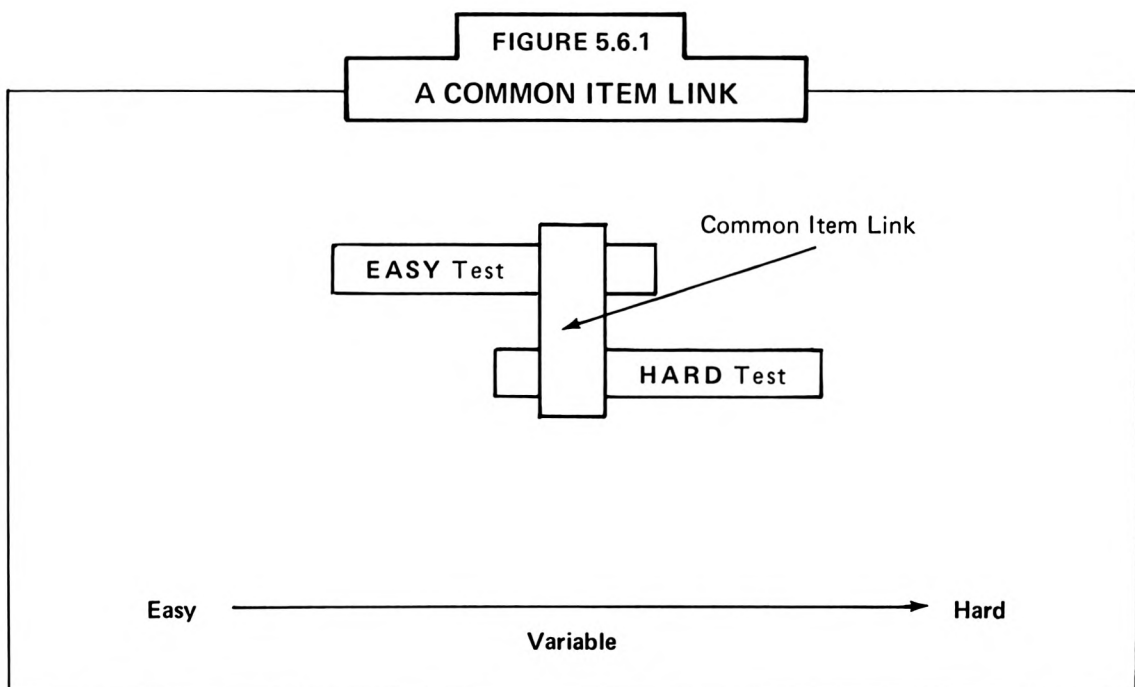 FIGURE 5.6.1
A COMMON ITEM LINK
Common Item Link
EASY Test
HARD Test
Easy
Hard
Variable